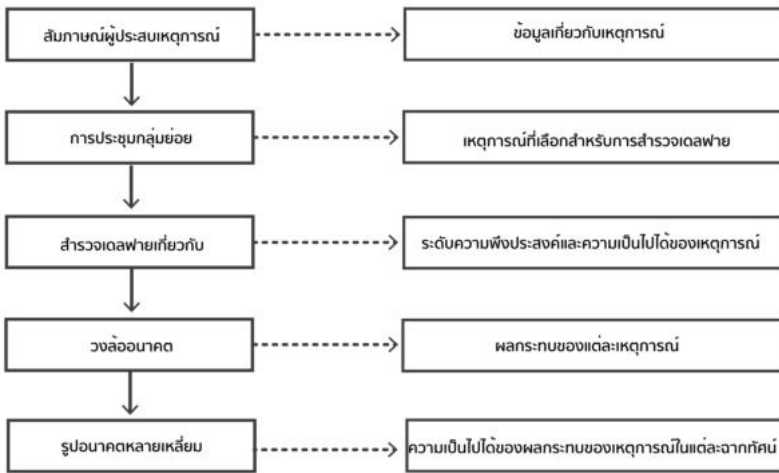 สัมภาษณ์ผู้ประสบเหตุการณ์
ข้อมูลเกี่ยวกับเหตุการณ์
การประชุมกลุ่มย่อย
เหตุการณ์ที่เลือกสำหรับการสำรวจเดลฟาย
สำรวจเดลฟายเกี่ยวกับ
ระดับความพึงประสงค์และความเป็นไปได้ของเหตุการณ์
วงล้ออนาคต
ผลกระทบของแต่ละเหตุการณ์
รูปอนาคตหลายเหลี่ยม
ความเป็นไปได้ของผลกระทบของเหตุการณ์ในแต่ละฉากทัศน์